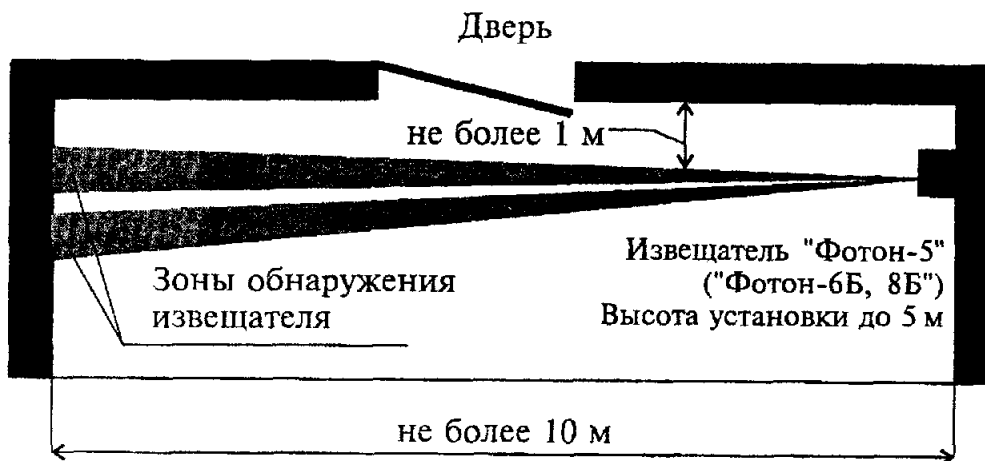 Дверь
не более 1 м
Зоны обнаружения
извещателя
Извещатель "Фотон-5"
("Фотон-6Б, 8Б")
Высота установки до 5 м
не более 10 м